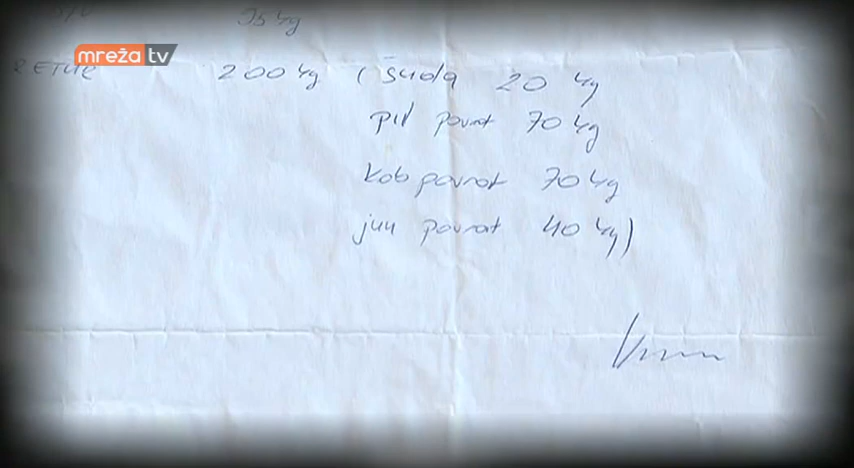 35 kg
mreža tv
200 kg ( šuda 20 kg
pil povrat 70 kg
kob povrat 70 kg
jun povrat 40 kg)